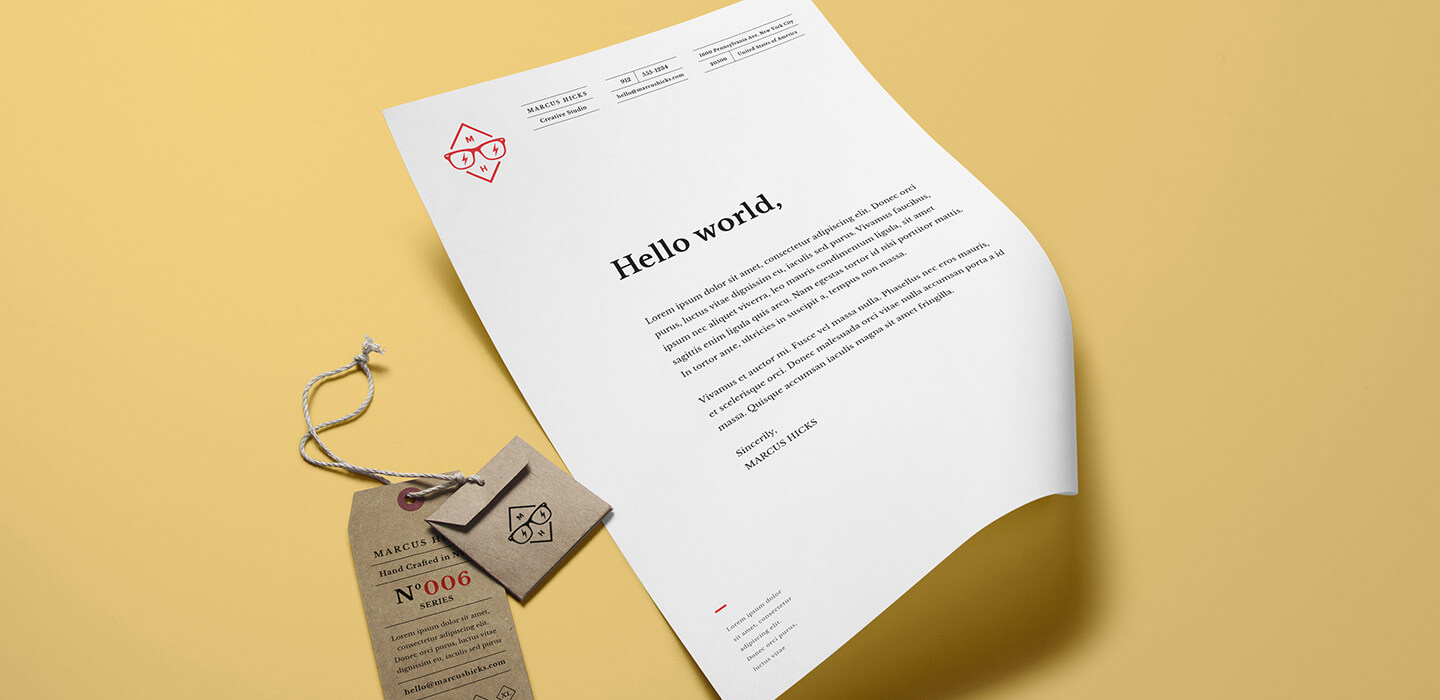 MARCUS HICKS
Creative Studio
912 555-1234
hello@marcushicks.com
1600 Pennsylvania Ave, New York City
20500 United States of America
M
H
Hello world,
Lorem ipsum dolor sit amet, consectetur adipiscing elit. Donec orci
purus, luctus vitae dignissim eu, iaculis sed purus. Vivamus faucibus,
ipsum nec aliquet viverra, leo mauris condimentum ligula, sit amet
sagittis enim ligula quis arcu. Nam egestas tortor id nisi porttitor mattis.
In tortor ante, ultricies in suscipit a, tempus non massa.
Vivamus et auctor mi. Fusce vel massa nulla. Phasellus nec eros mauris,
et scelerisque orci. Donec malesuada orci vitae nulla accumsan porta a id
massa. Quisque accumsan iaculis magna sit amet fringilla.
Sincerily,
MARCUS HICKS
Lorem ipsum dolor
sit amet, consectetur
adipiscing elit.
Donec orci purus,
luctus vitae
M
H
MARCUS
Hand Crafted in
Nº006
SERIES
Lorem ipsum dolor sit amet,
consectetur adipiscing elit.
Donec orci purus, luctus vitae
dignissim eu, iaculis sed purus
hello@marcushicks.com
XL